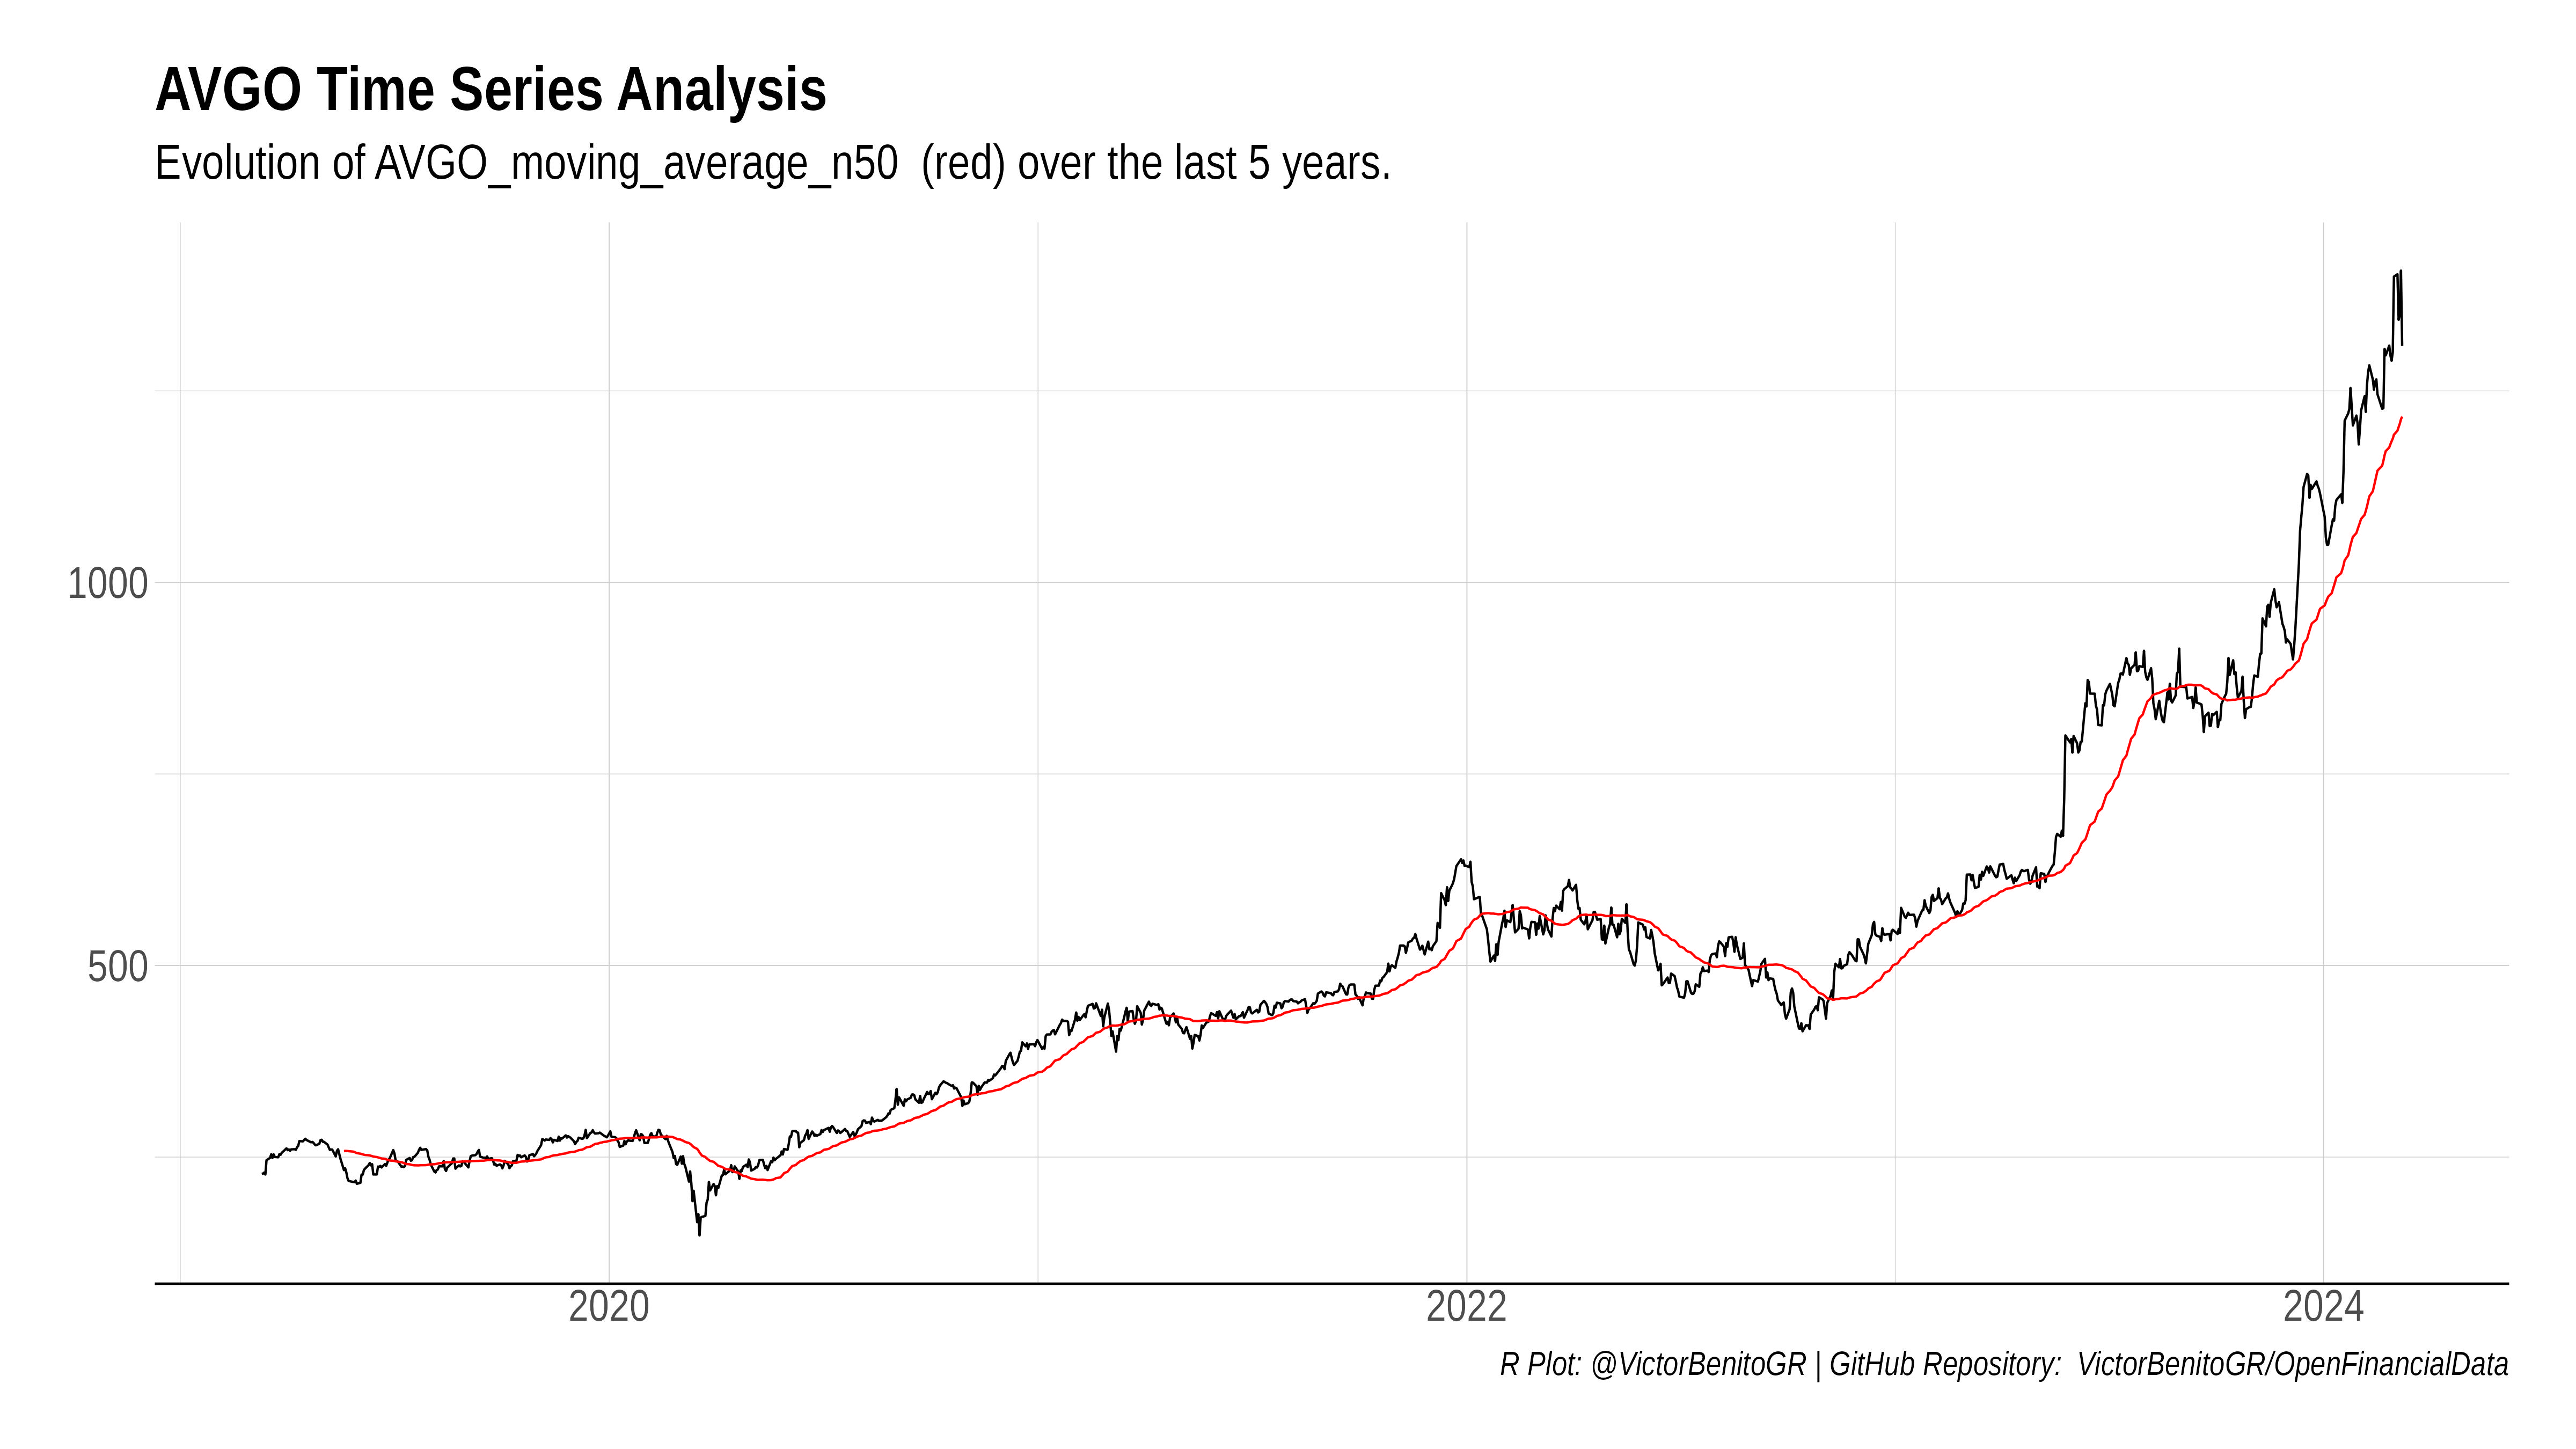 AVGO Time Series Analysis
Evolution of AVGO_moving_average_n50  (red) over the last 5 years.
1000
500
2020
2022
2024
R Plot: @VictorBenitoGR | GitHub Repository:  VictorBenitoGR/OpenFinancialData